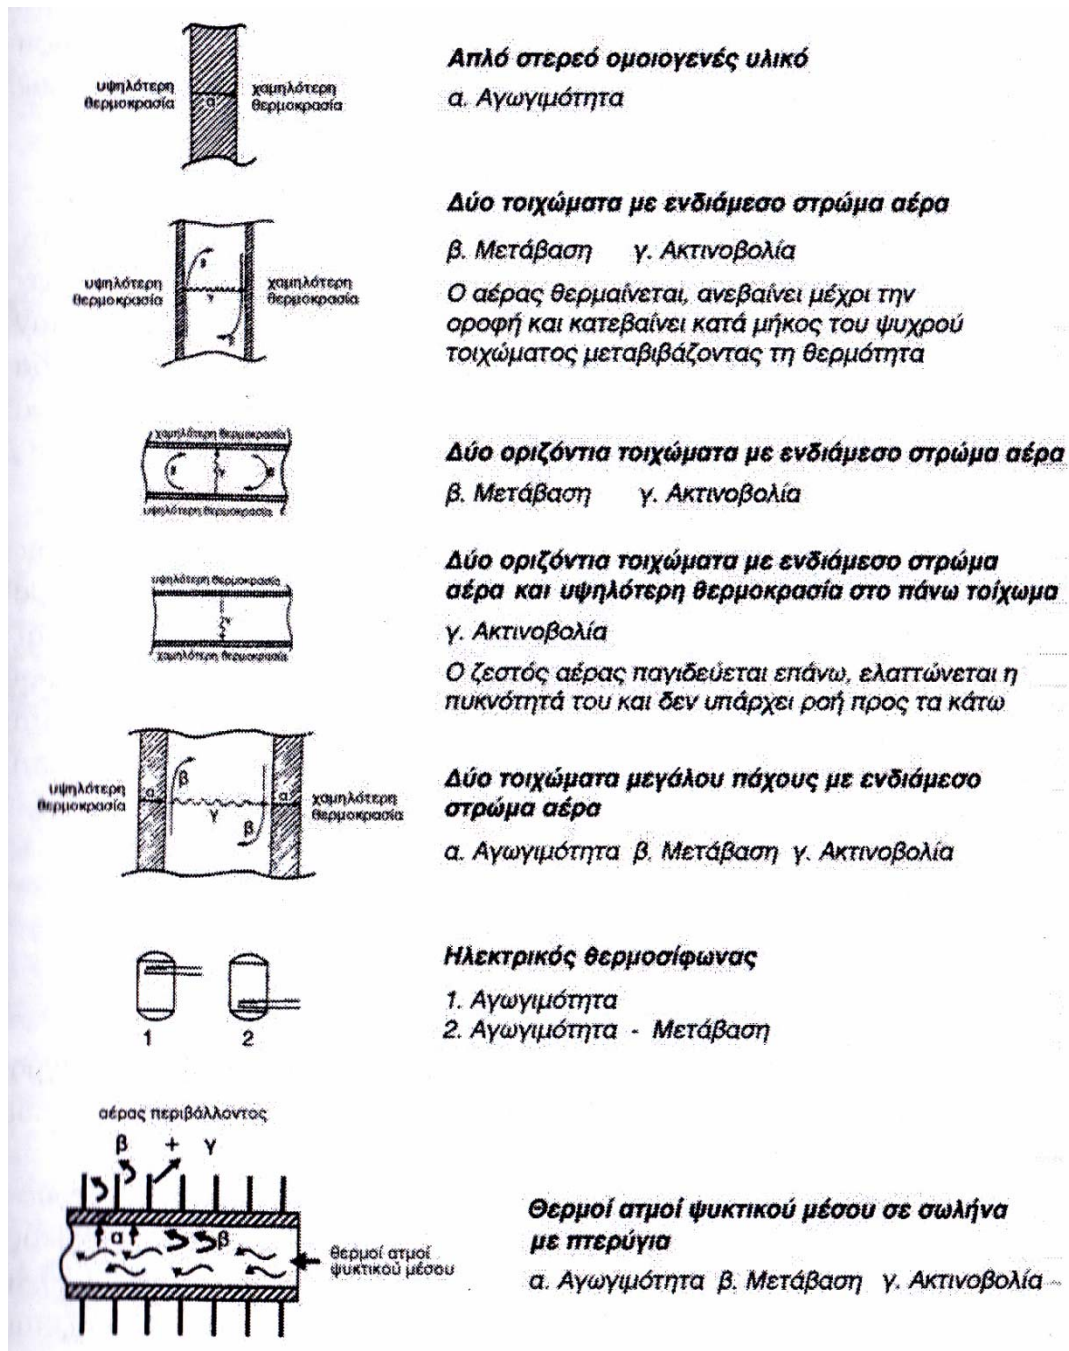 Απλό στερεό ομοιογενές υλικό
υψηλότερη θερμοκρασία
α
χαμηλότερη θερμοκρασία
α. Αγωγιμότητα
Δύο τοιχώματα με ενδιάμεσο στρώμα αέρα
β. Μετάβαση γ. Ακτινοβολία
υψηλότερη θερμοκρασία
γ
χαμηλότερη θερμοκρασία
Ο αέρας θερμαίνεται, ανεβαίνει μέχρι την
οροφή και κατεβαίνει κατά μήκος του ψυχρού
τοιχώματος μεταβιβάζοντας τη θερμότητα
χαμηλότερη θερμοκρασία
γ
υψηλότερη θερμοκρασία
Δύο οριζόντια τοιχώματα με ενδιάμεσο στρώμα αέρα
β. Μετάβαση γ. Ακτινοβολία
Δύο οριζόντια τοιχώματα με ενδιάμεσο στρώμα
αέρα και υψηλότερη θερμοκρασία στο πάνω τοίχωμα
υψηλότερη θερμοκρασία
γ
χαμηλότερη θερμοκρασία
γ. Ακτινοβολία
Ο ζεστός αέρας παγιδεύεται επάνω, ελαττώνεται η
πυκνότητά του και δεν υπάρχει ροή προς τα κάτω
υψηλότερη θερμοκρασία
α β γ β α
χαμηλότερη θερμοκρασία
Δύο τοιχώματα μεγάλου πάχους με ενδιάμεσο
στρώμα αέρα
α. Αγωγιμότητα β. Μετάβαση γ. Ακτινοβολία
Ηλεκτρικός θερμοσίφωνας
1. Αγωγιμότητα
2. Αγωγιμότητα - Μετάβαση
1 2
αέρας περιβάλλοντος
β + γ
α β
θερμοί ατμοί
ψυκτικού μέσου
Θερμοί ατμοί ψυκτικού μέσου σε σωλήνα
με πτερύγια
α. Αγωγιμότητα β. Μετάβαση γ. Ακτινοβολία